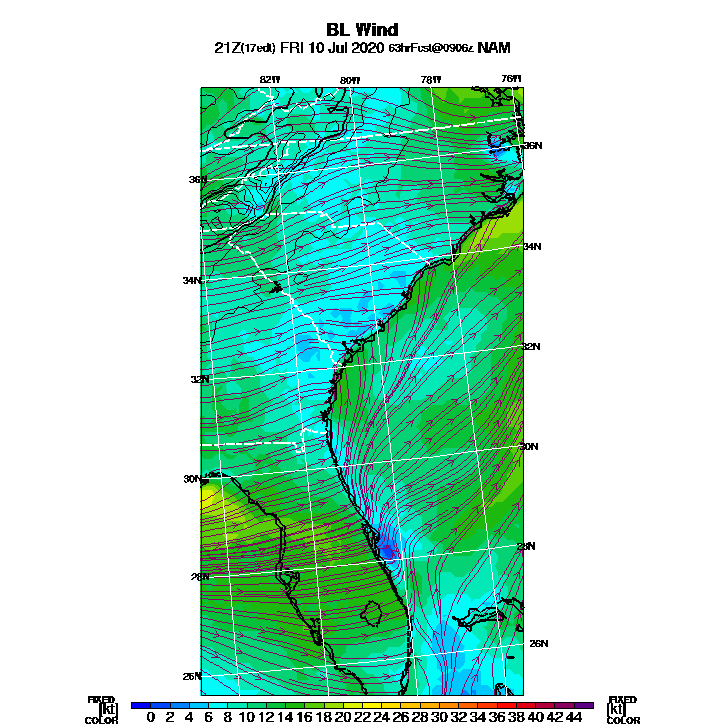 BL Wind
21Z(17edt) FRI 10 Jul 2020 63hrFcst@0906z NAM
82W 80W 78W 76W
36N
36N
34N
34N
32N
32N
30N
30N
28N
28N
26N
26N
FIXED FIXED
[kt] 0 2 4 6 8 10 12 14 16 18 20 22 24 26 28 30 32 34 36 38 40 42 44 [kt]
COLOR COLOR